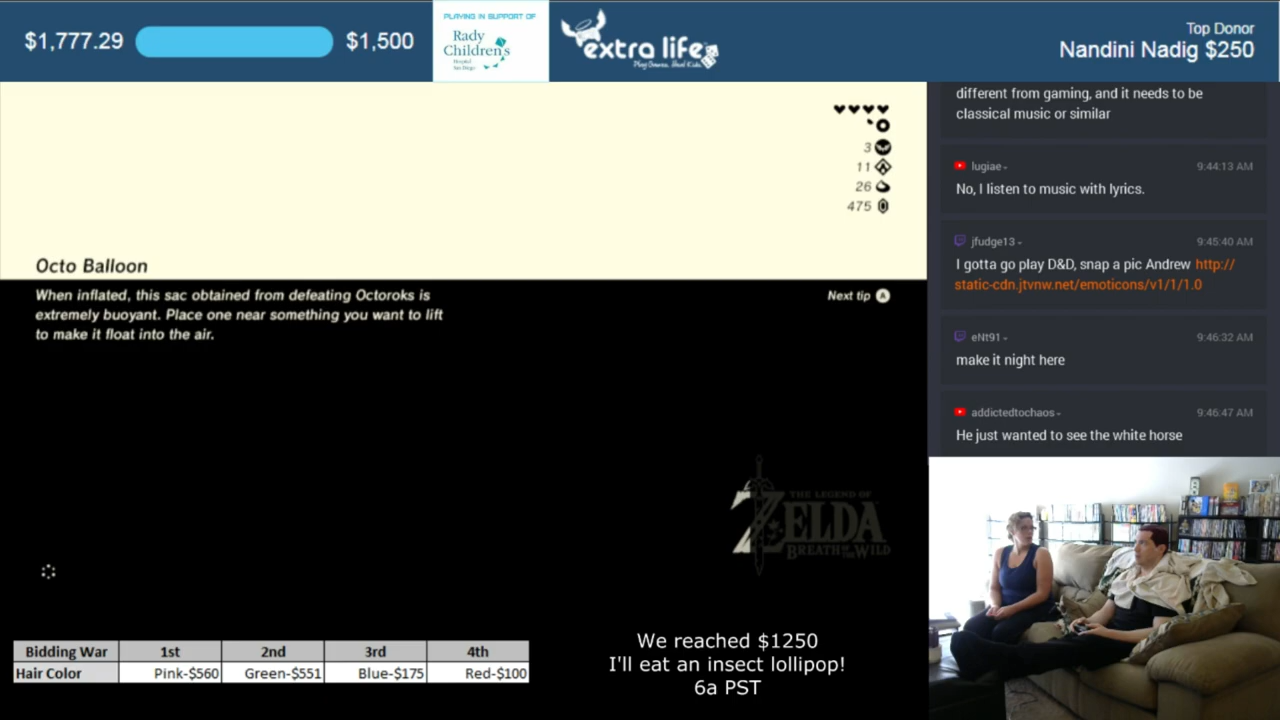 $1,777.29
$1,500
PLAYING IN SUPPORT OF
Rady
Children's
Hospital
San Diego
extra life
Play Games. Heal Kids.
Top Donor
Nandini Nadig $250
3
11
26
475
Octo Balloon
When inflated, this sac obtained from defeating Octoroks is
extremely buoyant. Place one near something you want to lift
to make it float into the air.
Next tip A
THE LEGEND OF
ZELDA
BREATH OF THE WILD
Bidding War 1st 2nd 3rd 4th
Hair Color Pink-$560 Green-$551 Blue-$175 Red-$100
We reached $1250
I'll eat an insect lollipop!
6a PST
different from gaming, and it needs to be
classical music or similar
lugiae 9:44:13 AM
No, I listen to music with lyrics.
jfudge13 9:45:40 AM
I gotta go play D&D, snap a pic Andrew http://
static-cdn.jtvnw.net/emoticons/v1/1/1.0
eNt91 9:46:32 AM
make it night here
addictedtochaos 9:46:47 AM
He just wanted to see the white horse